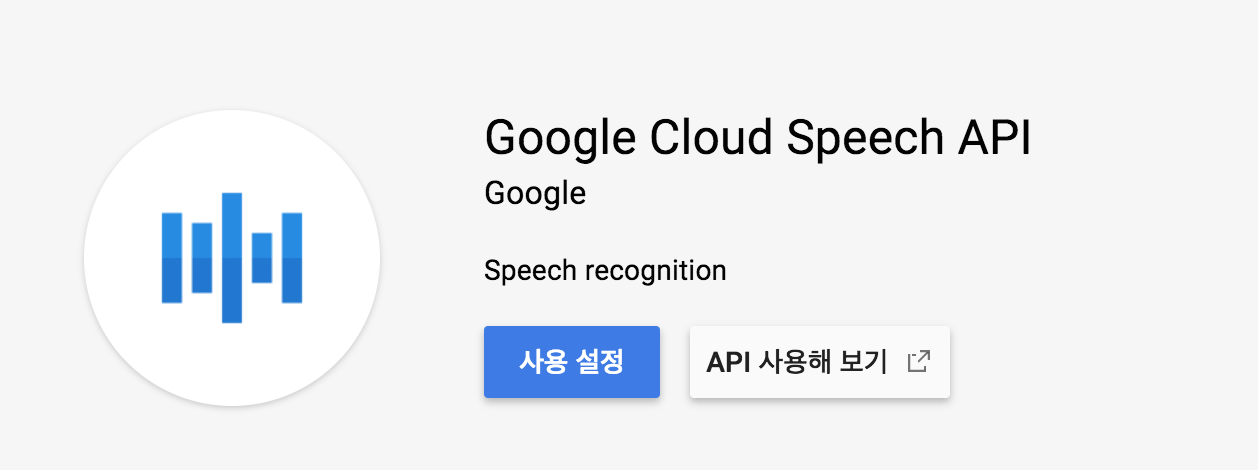 Google Cloud Speech API
Google
Speech recognition
사용 설정
API 사용해 보기